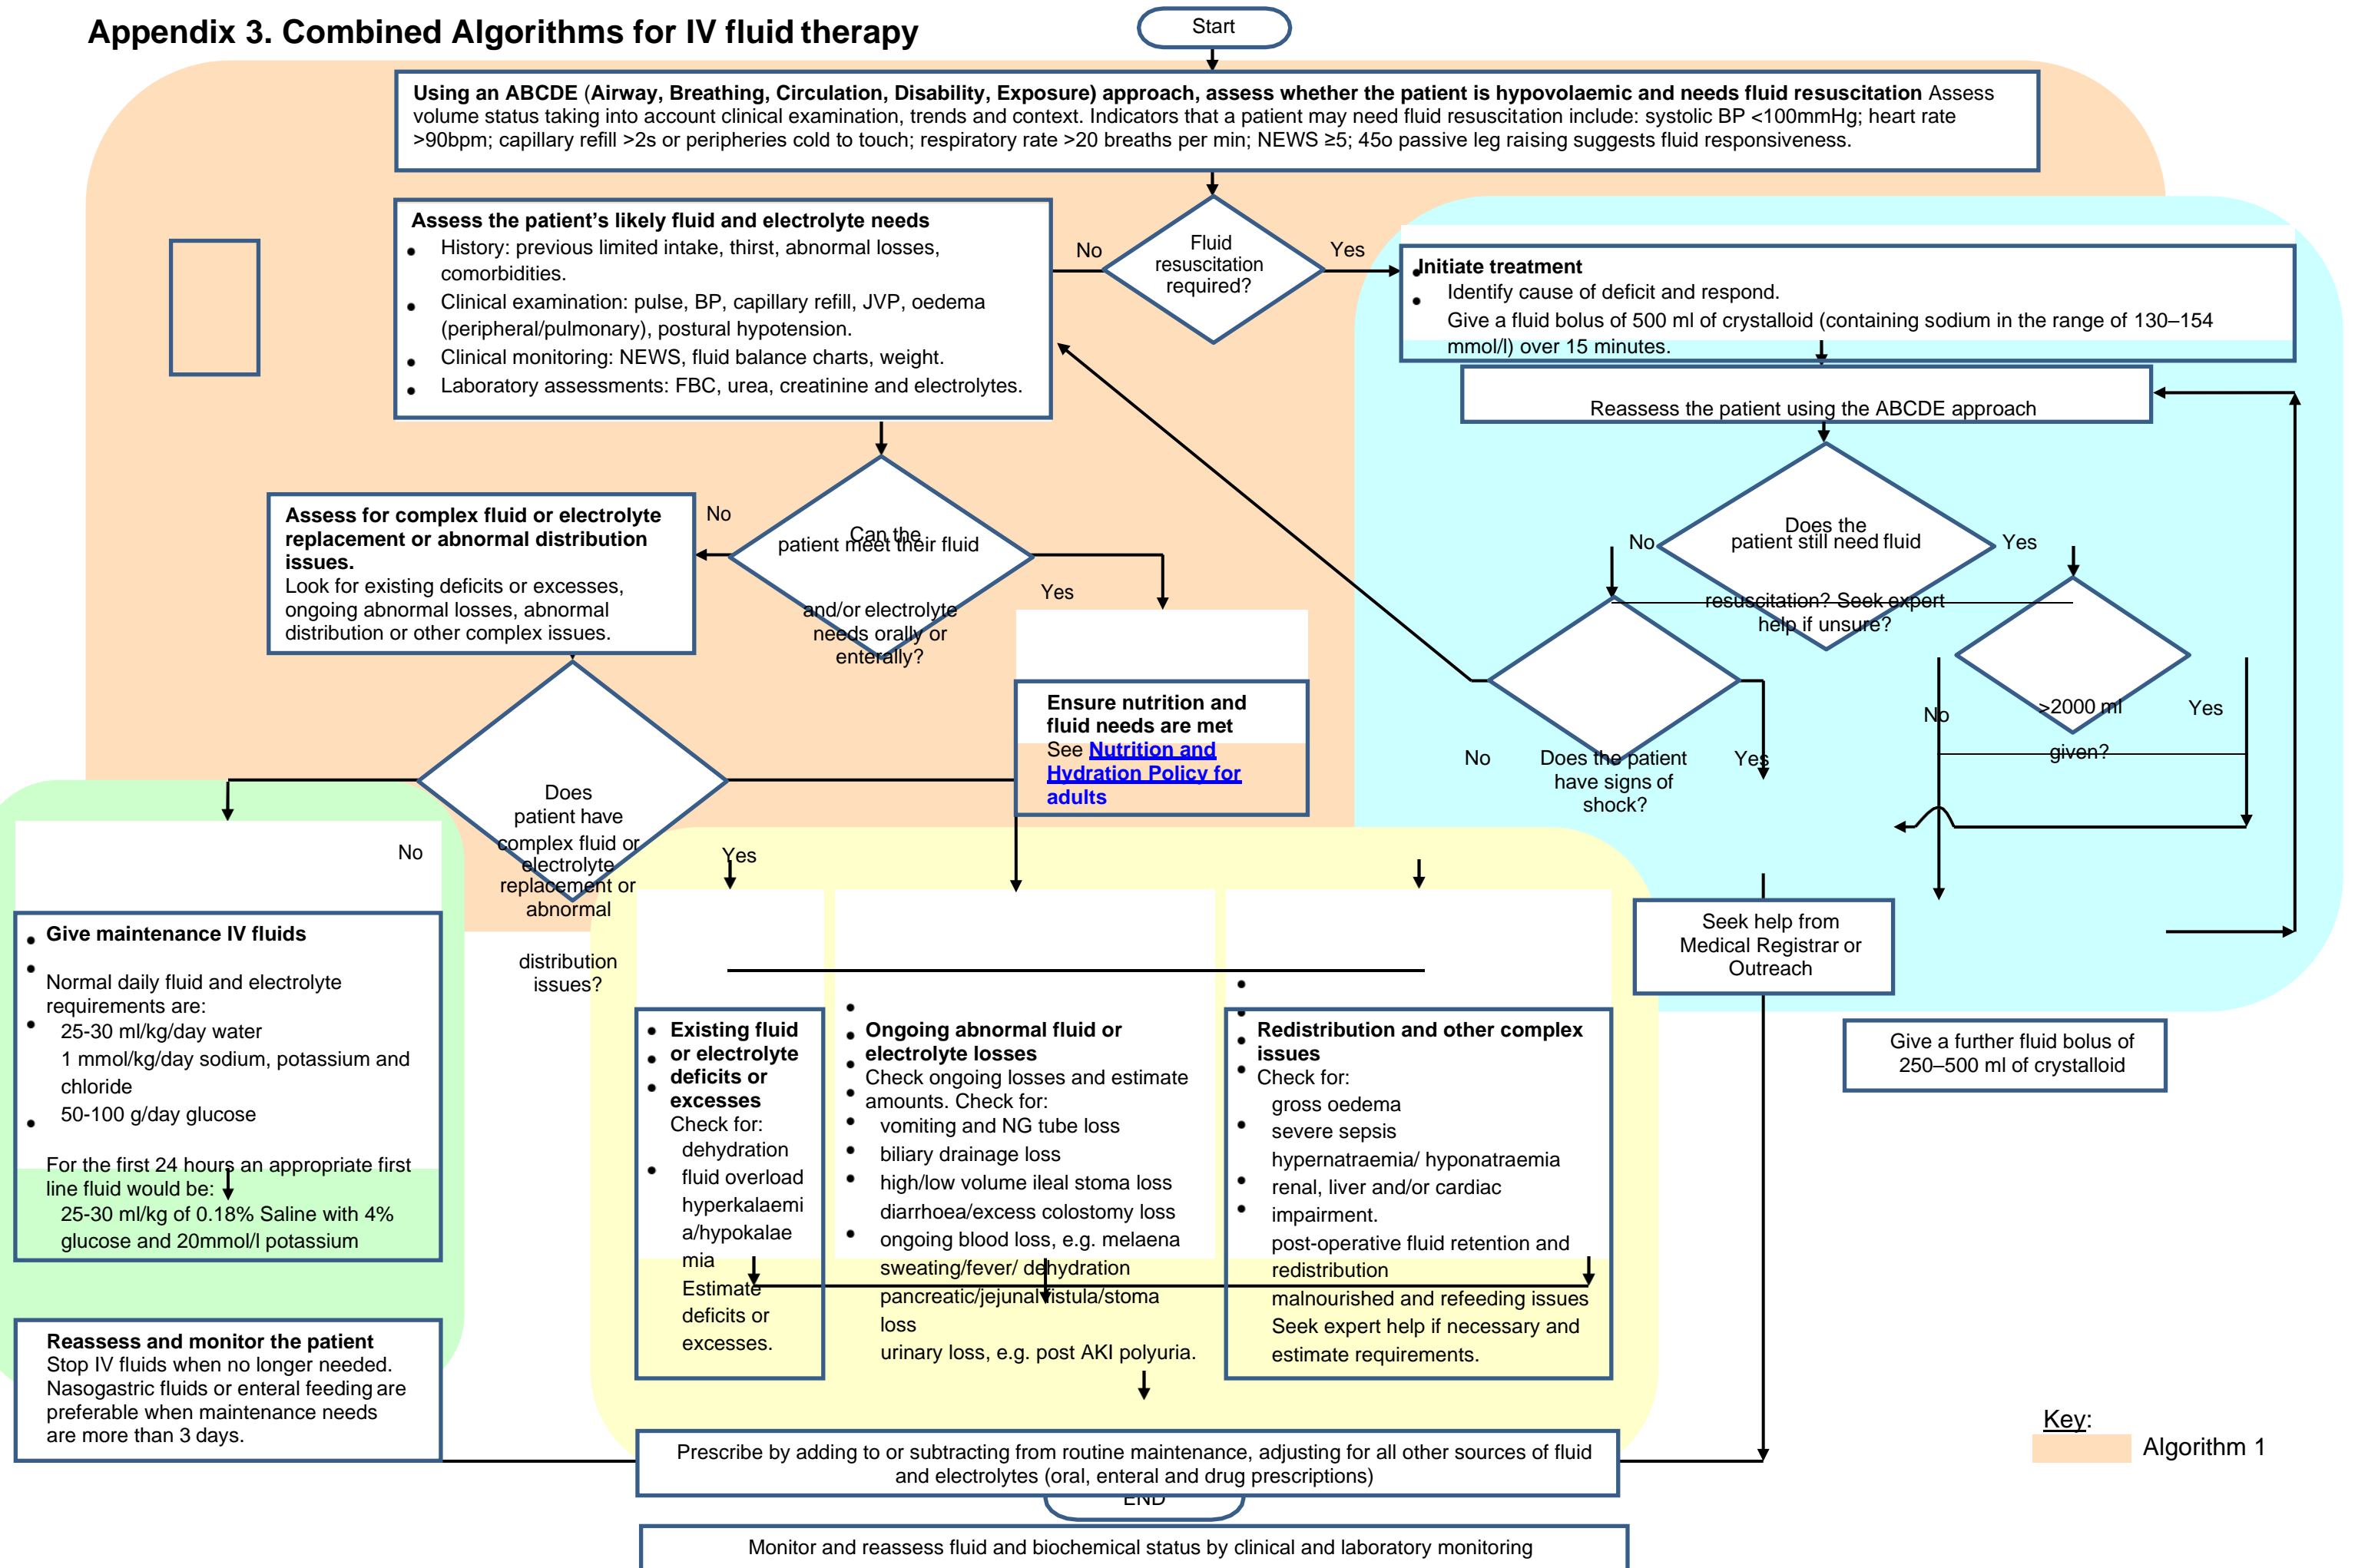 Appendix 3. Combined Algorithms for IV fluid therapy
Start
Using an ABCDE (Airway, Breathing, Circulation, Disability, Exposure) approach, assess whether the patient is hypovolaemic and needs fluid resuscitation Assess
volume status taking into account clinical examination, trends and context. Indicators that a patient may need fluid resuscitation include: systolic BP <100mmHg; heart rate
>90bpm; capillary refill >2s or peripheries cold to touch; respiratory rate >20 breaths per min; NEWS ≥5; 45o passive leg raising suggests fluid responsiveness.
Assess the patient's likely fluid and electrolyte needs
• History: previous limited intake, thirst, abnormal losses,
comorbidities.
• Clinical examination: pulse, BP, capillary refill, JVP, oedema
(peripheral/pulmonary), postural hypotension.
• Clinical monitoring: NEWS, fluid balance charts, weight.
• Laboratory assessments: FBC, urea, creatinine and electrolytes.
No
Fluid
resuscitation
required?
Yes
Initiate treatment
• Identify cause of deficit and respond.
• Give a fluid bolus of 500 ml of crystalloid (containing sodium in the range of 130–154
mmol/l) over 15 minutes.
Reassess the patient using the ABCDE approach
Assess for complex fluid or electrolyte
replacement or abnormal distribution
issues.
Look for existing deficits or excesses,
ongoing abnormal losses, abnormal
distribution or other complex issues.
No
Can the
patient meet their fluid
and/or electrolyte
needs orally or
enterally?
Yes
No
Does the
patient still need fluid
resuscitation? Seek expert
help if unsure?
Yes
Ensure nutrition and
fluid needs are met
See Nutrition and
Hydration Policy for
adults
No
Does the patient
have signs of
shock?
Yes
No
>2000 ml
given?
Yes
No
Does
patient have
complex fluid or
electrolyte
replacement or
abnormal
distribution
issues?
Yes
Give maintenance IV fluids
Normal daily fluid and electrolyte
requirements are:
25-30 ml/kg/day water
1 mmol/kg/day sodium, potassium and
chloride
50-100 g/day glucose
For the first 24 hours an appropriate first
line fluid would be:
25-30 ml/kg of 0.18% Saline with 4%
glucose and 20mmol/l potassium
Existing fluid
or electrolyte
deficits or
excesses
Check for:
dehydration
fluid overload
hyperkalaemi
a/hypokalae
mia
Estimate
deficits or
excesses.
Ongoing abnormal fluid or
electrolyte losses
Check ongoing losses and estimate
amounts. Check for:
vomiting and NG tube loss
biliary drainage loss
high/low volume ileal stoma loss
diarrhoea/excess colostomy loss
ongoing blood loss, e.g. melaena
sweating/fever/ dehydration
pancreatic/jejunal fistula/stoma
loss
urinary loss, e.g. post AKI polyuria.
Redistribution and other complex
issues
Check for:
gross oedema
severe sepsis
hypernatraemia/ hyponatraemia
renal, liver and/or cardiac
impairment.
post-operative fluid retention and
redistribution
malnourished and refeeding issues
Seek expert help if necessary and
estimate requirements.
Seek help from
Medical Registrar or
Outreach
Give a further fluid bolus of
250–500 ml of crystalloid
Reassess and monitor the patient
Stop IV fluids when no longer needed.
Nasogastric fluids or enteral feeding are
preferable when maintenance needs
are more than 3 days.
Prescribe by adding to or subtracting from routine maintenance, adjusting for all other sources of fluid
and electrolytes (oral, enteral and drug prescriptions)
END
Monitor and reassess fluid and biochemical status by clinical and laboratory monitoring
Key:
Algorithm 1